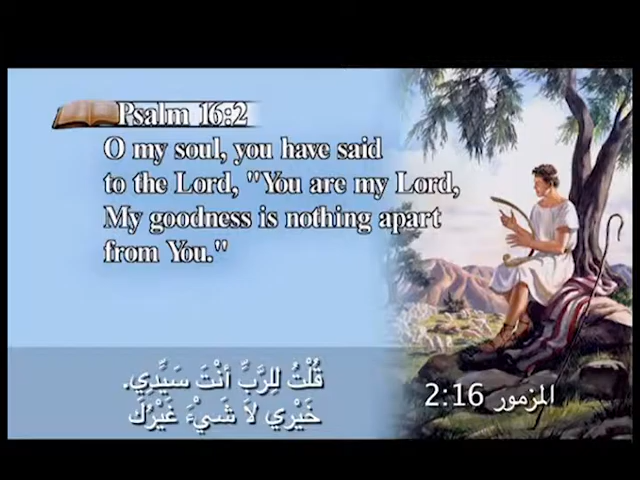 Psalm 16:2
O my soul, you have said
to the Lord, "You are my Lord,
My goodness is nothing apart
from You."
قُلْتُ لِلرَّبِّ أَنْتَ سَيِّدِي.
خَيْرِي لَا شَيْءَ غَيْرُكَ
المزمور 2:16